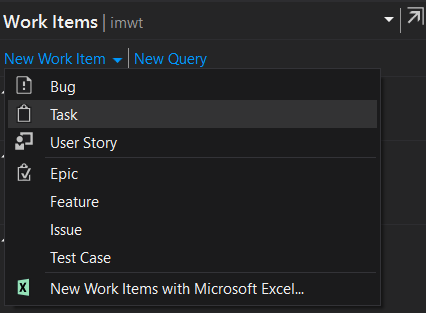 Work Items | imwt
New Work Item | New Query
Bug
Task
User Story
Epic
Feature
Issue
Test Case
New Work Items with Microsoft Excel...